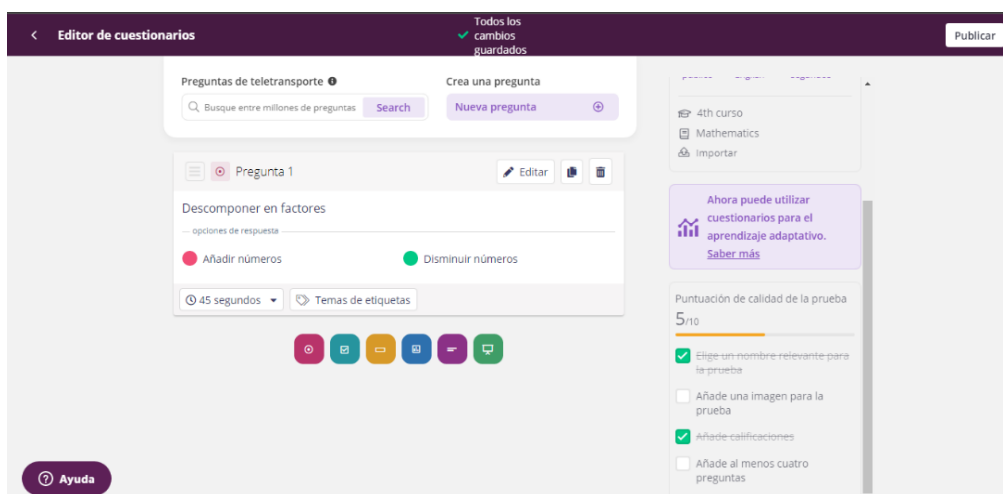 Editor de cuestionarios
Todos los
cambios
guardados
Publicar
Preguntas de teletransporte
Busque entre millones de preguntas
Search
Crea una pregunta
Nueva pregunta
Pregunta 1
Editar
Descomponer en factores
opciones de respuesta
Añadir números
Disminuir números
45 segundos
Temas de etiquetas
4th curso
Mathematics
Importar
Ahora puede utilizar
cuestionarios para el
aprendizaje adaptativo.
Saber más
Puntuación de calidad de la prueba
5/10
Elige un nombre relevante para
la prueba
Añade una imagen para la
prueba
Añade calificaciones
Añade al menos cuatro
preguntas
Ayuda